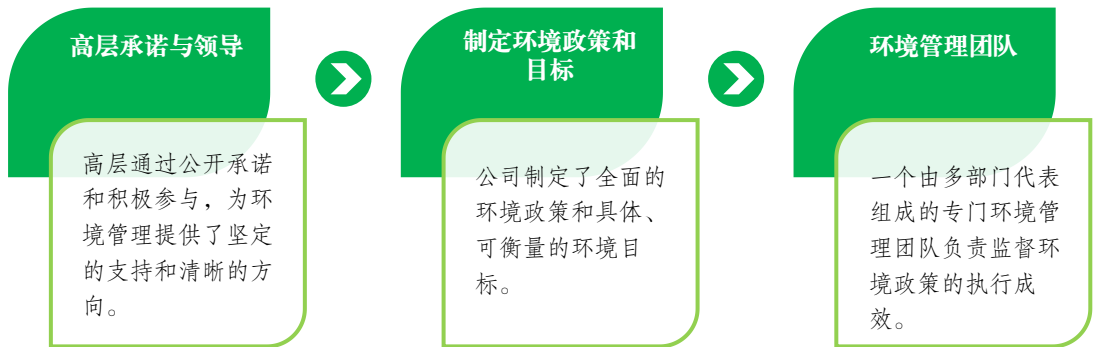 高层承诺与领导
高层通过公开承诺
和积极参与，为环
境管理提供了坚定
的支持和清晰的方
向。
制定环境政策和
目标
公司制定了全面的
环境政策和具体、
可衡量的环境目
标。
环境管理团队
一个由多部门代表
组成的专门环境管
理团队负责监督环
境政策的执行成
效。